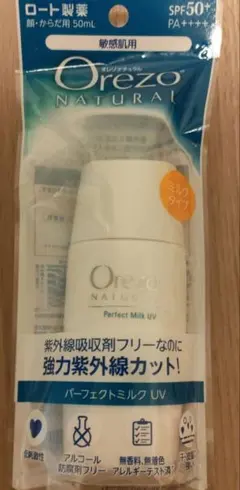 ロート製薬
顔・からだ用 50mL
SPF50+
PA++++
敏感肌用
オレゾナチュラル
Orezo
NATURAL
ミルク
タイプ
Orezo
NATURAL
Perfect Milk UV
紫外線吸収剤フリーなのに
強力紫外線カット!
パーフェクトミルク UV
低刺激性
アルコール
防腐剤フリー
無香料、無着色
アレルギーテスト済